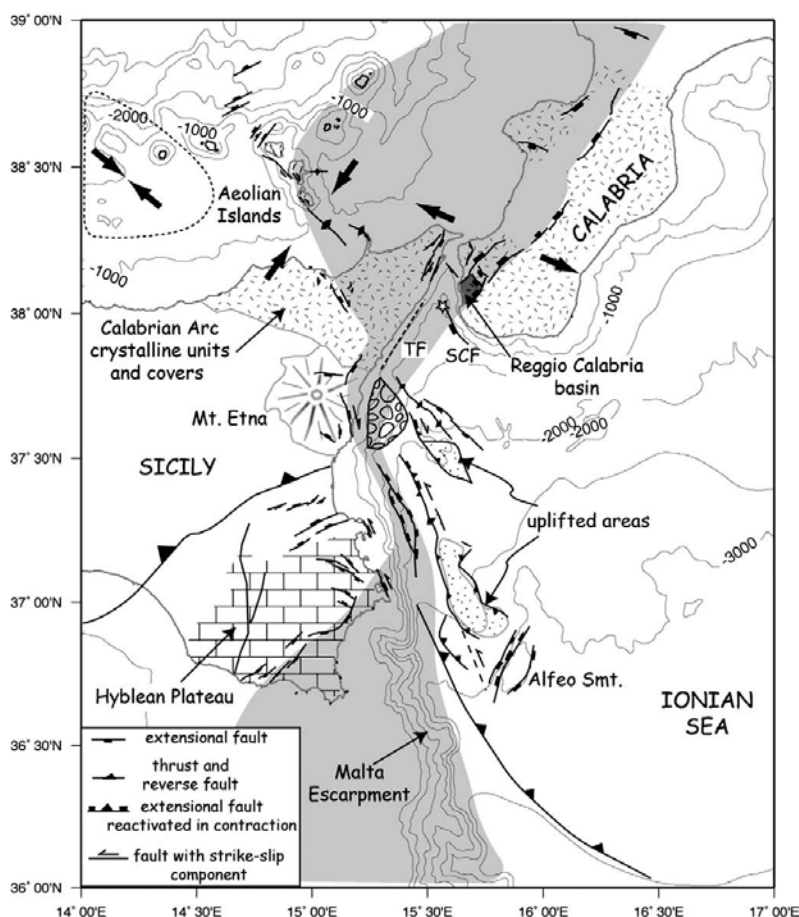 39° 00'N
38° 30'N
38° 00'N
37° 30'N
37° 00'N
36° 30'N
36° 00'N
14° 00'E
14° 30'E
15° 00'E
15° 30'E
16° 00'E
16° 30'E
17° 00'E
-2000
-1000
-1000
Aeolian
Islands
CALABRIA
-1000
-1000
Calabrian Arc
crystalline units
and covers
TF
SCF
Reggio Calabria
basin
Mt. Etna
-2000
-2000
SICILY
uplifted areas
-3000
Hyblean Plateau
Alfeo Smt.
IONIAN
SEA
Malta
Escarpment
extensional fault
thrust and
reverse fault
extensional fault
reactivated in contraction
fault with strike-slip
component